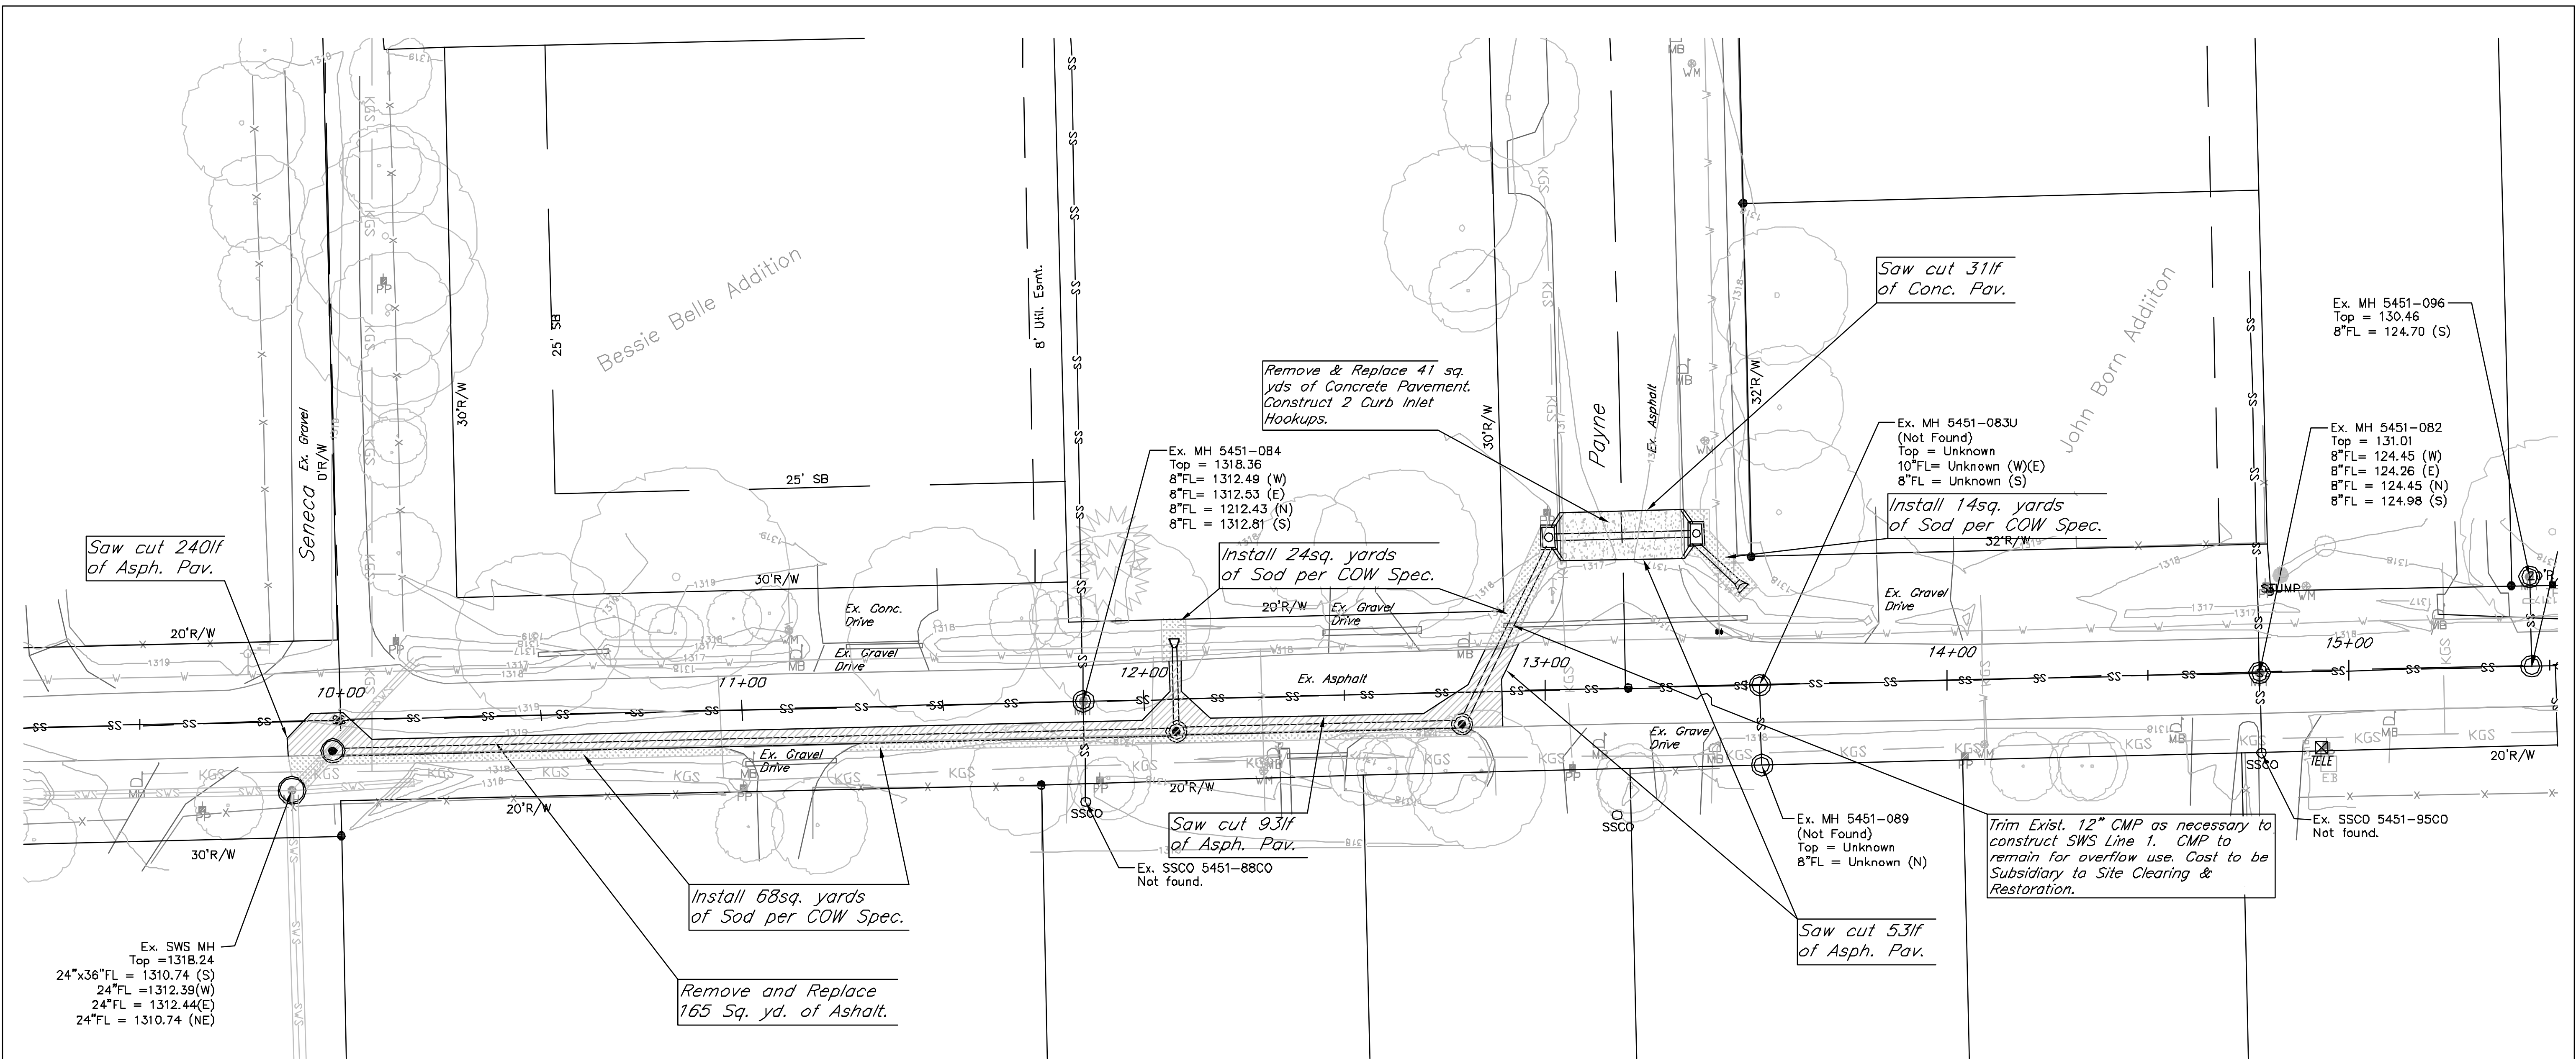 Seneca
Ex. Gravel
0'R/W
30'R/W
25' SB
Bessie Belle Addition
25' SB
8' Util. Esmt.
30'R/W
Payne
Ex. Asphalt
32'R/W
John Born Addiiton
Saw cut 31lf
of Conc. Pav.
Ex. MH 5451-096
Top = 130.46
8"FL = 124.70 (S)
Remove & Replace 41 sq.
yds of Concrete Pavement.
Construct 2 Curb Inlet
Hookups.
Ex. MH 5451-084
Top = 1318.36
8"FL= 1312.49 (W)
8"FL= 1312.53 (E)
8"FL = 1212.43 (N)
8"FL = 1312.81 (S)
Ex. MH 5451-083U
(Not Found)
Top = Unknown
10"FL= Unknown (W)(E)
8"FL = Unknown (S)
Ex. MH 5451-082
Top = 131.01
8"FL= 124.45 (W)
8"FL= 124.26 (E)
8"FL = 124.45 (N)
8"FL = 124.98 (S)
Saw cut 240lf
of Asph. Pav.
Install 24sq. yards
of Sod per COW Spec.
Install 14sq. yards
of Sod per COW Spec.
32'R/W
30'R/W
20'R/W
20'R/W
Ex. Conc.
Drive
Ex. Gravel
Drive
Ex. Gravel
Drive
Ex. Gravel
Drive
STUMP
10+00
11+00
12+00
13+00
14+00
15+00
Ex. Asphalt
Ex. Gravel
Drive
Ex. Gravel
Drive
SSCO
SSCO
SSCO
TELE
EB
20'R/W
20'R/W
20'R/W
30'R/W
Saw cut 93lf
of Asph. Pav.
Ex. SSCO 5451-88CO
Not found.
Ex. MH 5451-089
(Not Found)
Top = Unknown
8"FL = Unknown (N)
Trim Exist. 12" CMP as necessary to
construct SWS Line 1. CMP to
remain for overflow use. Cost to be
Subsidiary to Site Clearing &
Restoration.
Ex. SSCO 5451-95CO
Not found.
Install 68sq. yards
of Sod per COW Spec.
Saw cut 53lf
of Asph. Pav.
Ex. SWS MH
Top =1318.24
24"x36"FL = 1310.74 (S)
24"FL =1312.39(W)
24"FL = 1312.44(E)
24"FL = 1310.74 (NE)
Remove and Replace
165 Sq. yd. of Ashalt.